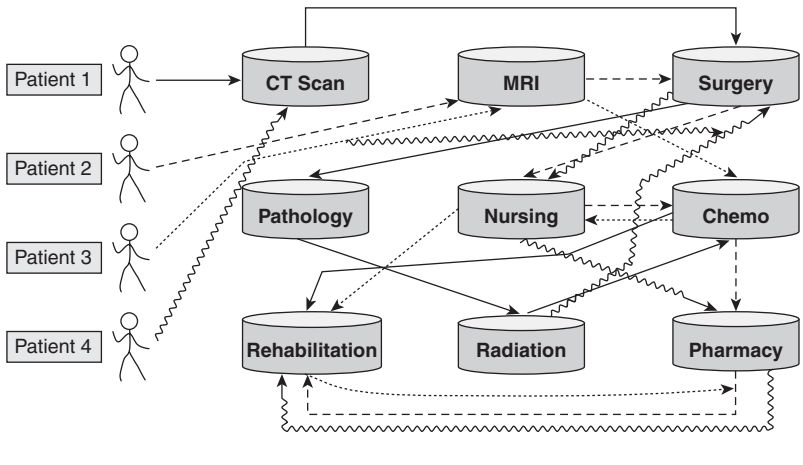 Patient 1
CT Scan
MRI
Surgery
Patient 2
Pathology
Nursing
Chemo
Patient 3
Patient 4
Rehabilitation
Radiation
Pharmacy